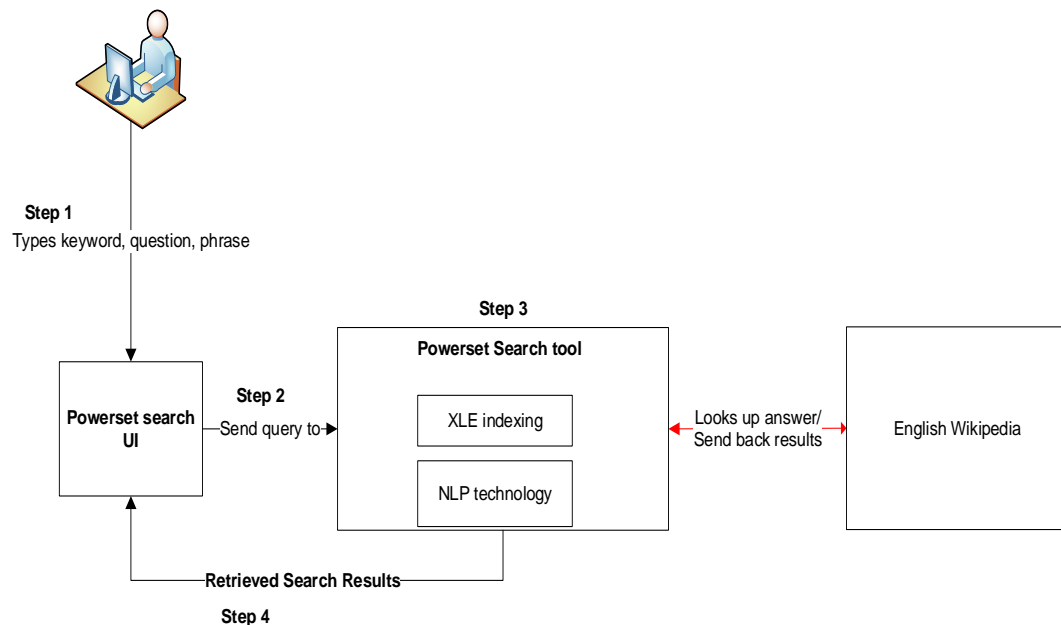 Step 1
Types keyword, question, phrase
Step 3
Powerset Search tool
Powerset search
UI
Step 2
Send query to
XLE indexing
NLP technology
Looks up answer/
Send back results
English Wikipedia
Retrieved Search Results
Step 4